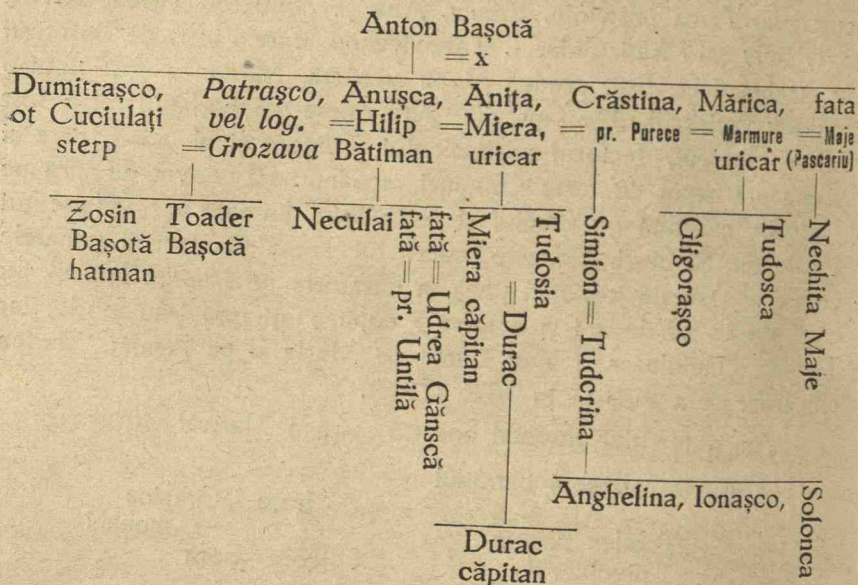 Anton Bașotă
= x
Dumitrașco,
ot Cuciulați
sterp
Patrașco,
vel log.
= Grozava
Anușca,
= Hilip
Bătiman
Anița,
= Miera,
uricar
Crăstina,
= pr. Purece
Mărica,
= Marmure
uricar
fata
= Maje
(Pascariu)
Zosin
Bașotă
hatman
Toader
Bașotă
Neculai
fată = pr. Untilă
fată = Udrea Gănscă
Miera căpitan
Tudosia
= Durac
Simion = Tudcrina
Gligorașco
Tudosca
Nechita Maje
Anghelina, Ionașco,
Solonca
Durac
căpitan